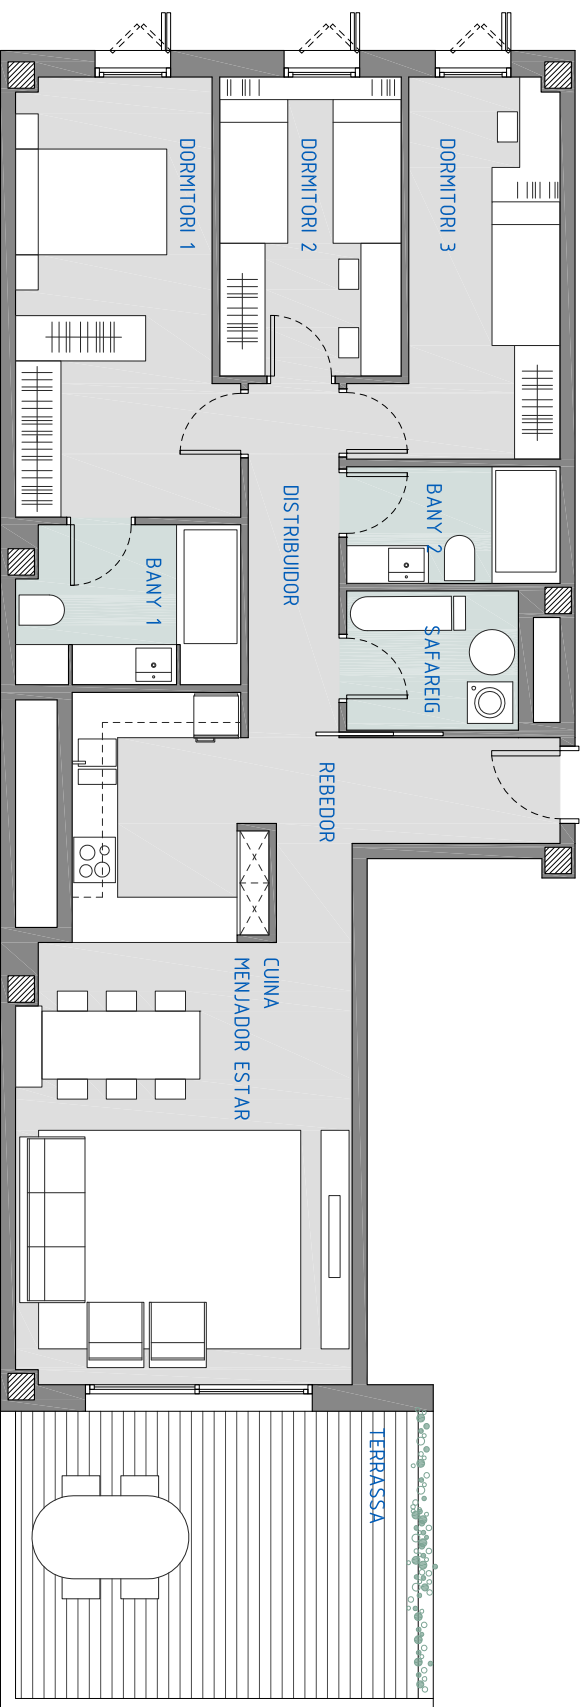 DORMITORI 1
DORMITORI 2
DORMITORI 3
DISTRIBUIDOR
BANY 2
BANY 1
SAFAREIG
REBEDOR
CUINA
MENJADOR ESTAR
TERRASSA